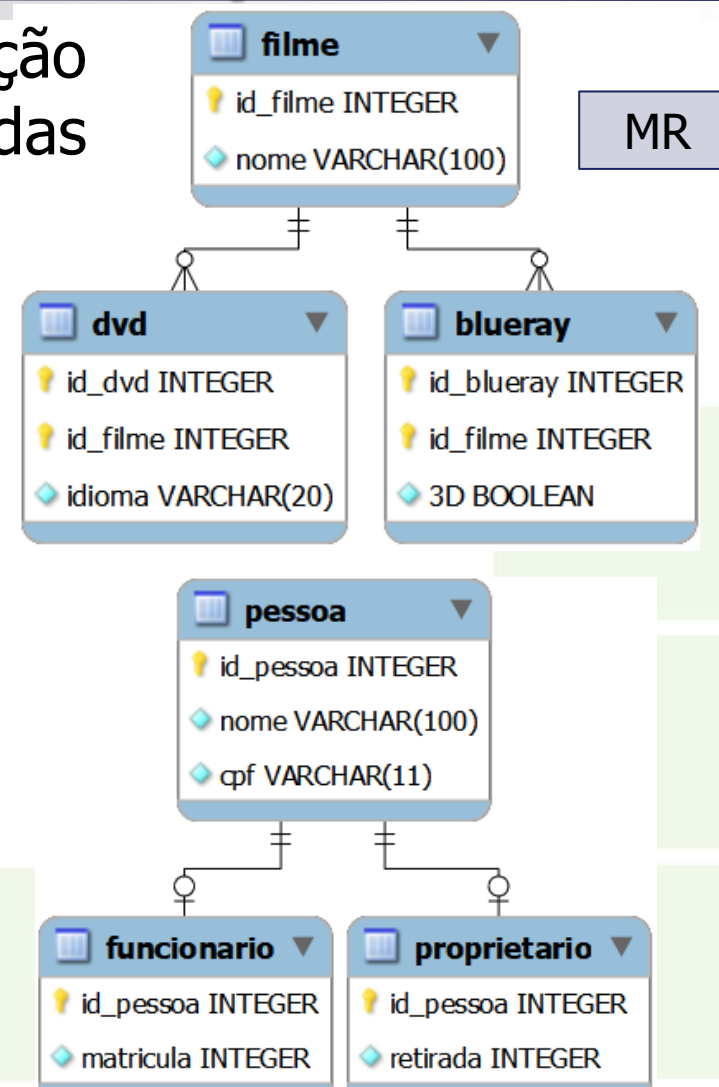 ção
das
MR
filme
id_filme INTEGER
nome VARCHAR(100)
dvd
id_dvd INTEGER
id_filme INTEGER
idioma VARCHAR(20)
blueray
id_blueray INTEGER
id_filme INTEGER
3D BOOLEAN
pessoa
id_pessoa INTEGER
nome VARCHAR(100)
cpf VARCHAR(11)
funcionario
id_pessoa INTEGER
matricula INTEGER
proprietario
id_pessoa INTEGER
retirada INTEGER